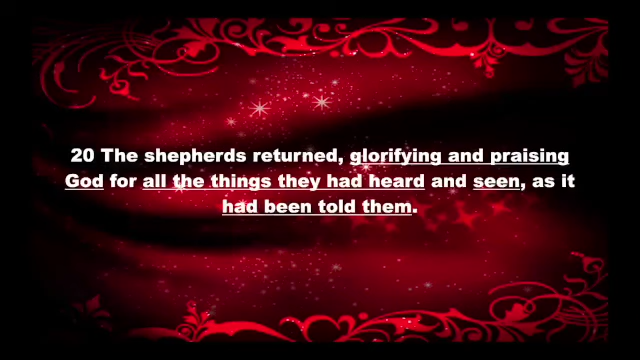 20 The shepherds returned, glorifying and praising
God for all the things they had heard and seen, as it
had been told them.